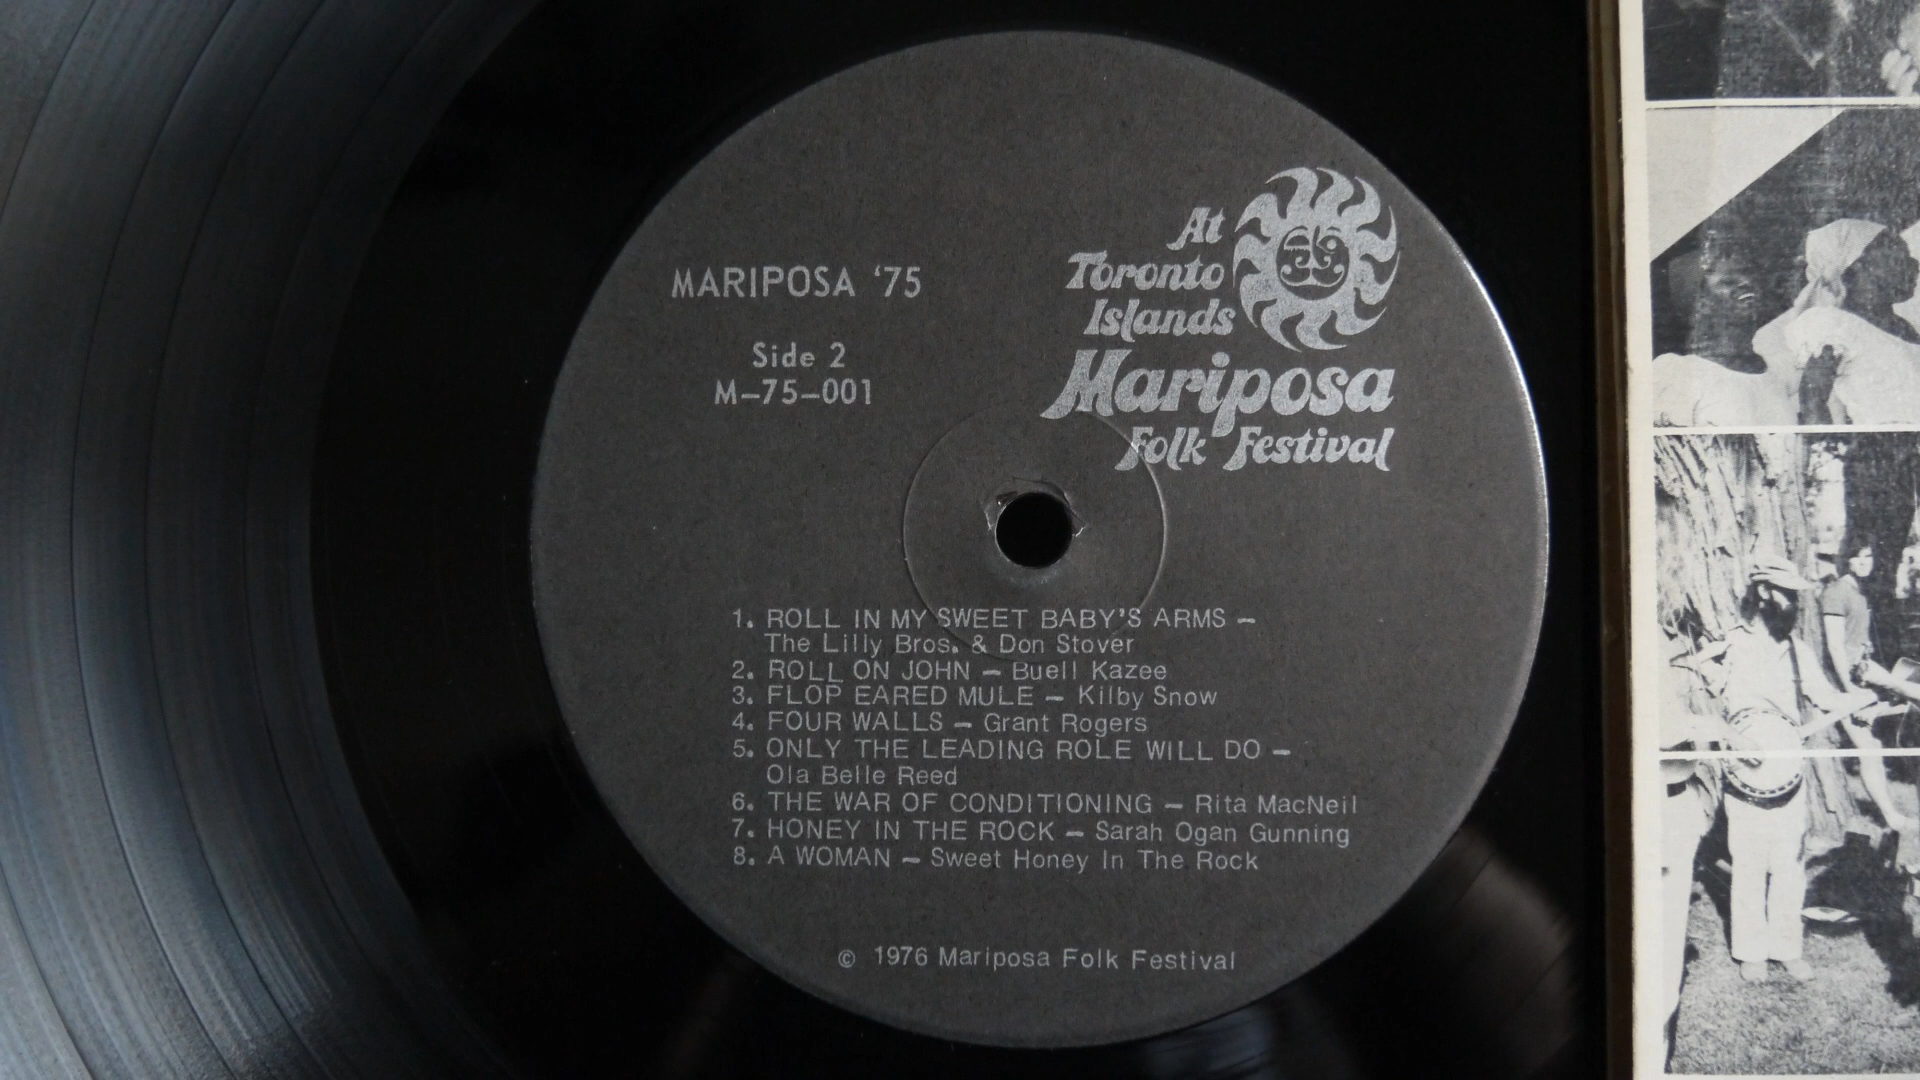 MARIPOSA '75
Side 2
M-75-001
At
Toronto
Islands
Mariposa
Folk Festival
1. ROLL IN MY SWEET BABY'S ARMS –
The Lilly Bros. & Don Stover
2. ROLL ON JOHN – Buell Kazee
3. FLOP EARED MULE – Kilby Snow
4. FOUR WALLS – Grant Rogers
5. ONLY THE LEADING ROLE WILL DO –
Ola Belle Reed
6. THE WAR OF CONDITIONING – Rita MacNeil
7. HONEY IN THE ROCK – Sarah Ogan Gunning
8. A WOMAN – Sweet Honey In The Rock
© 1976 Mariposa Folk Festival